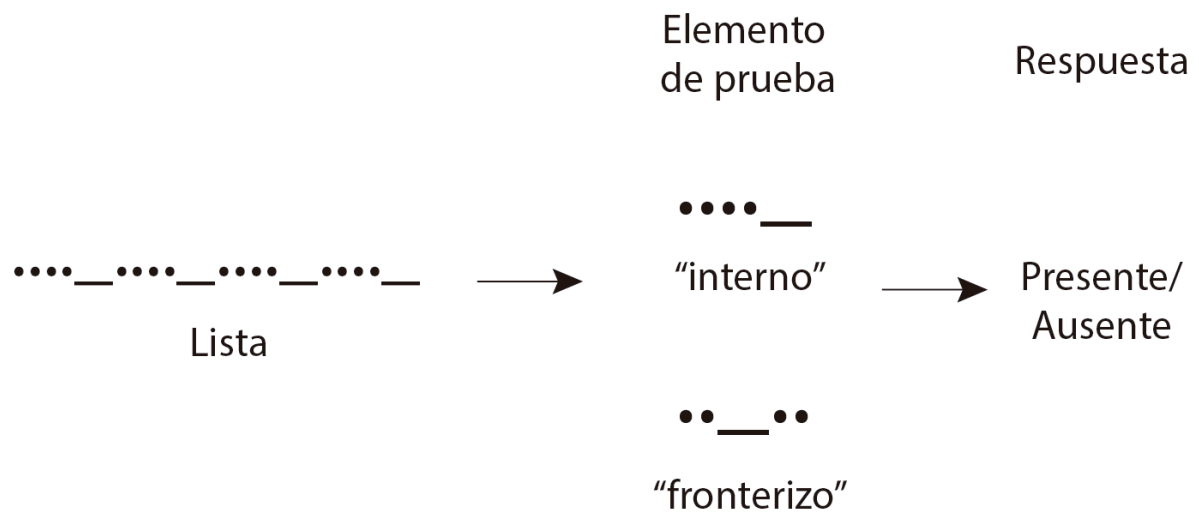 Elemento
de prueba
Respuesta
“interno”
Presente/
Ausente
Lista
“fronterizo”